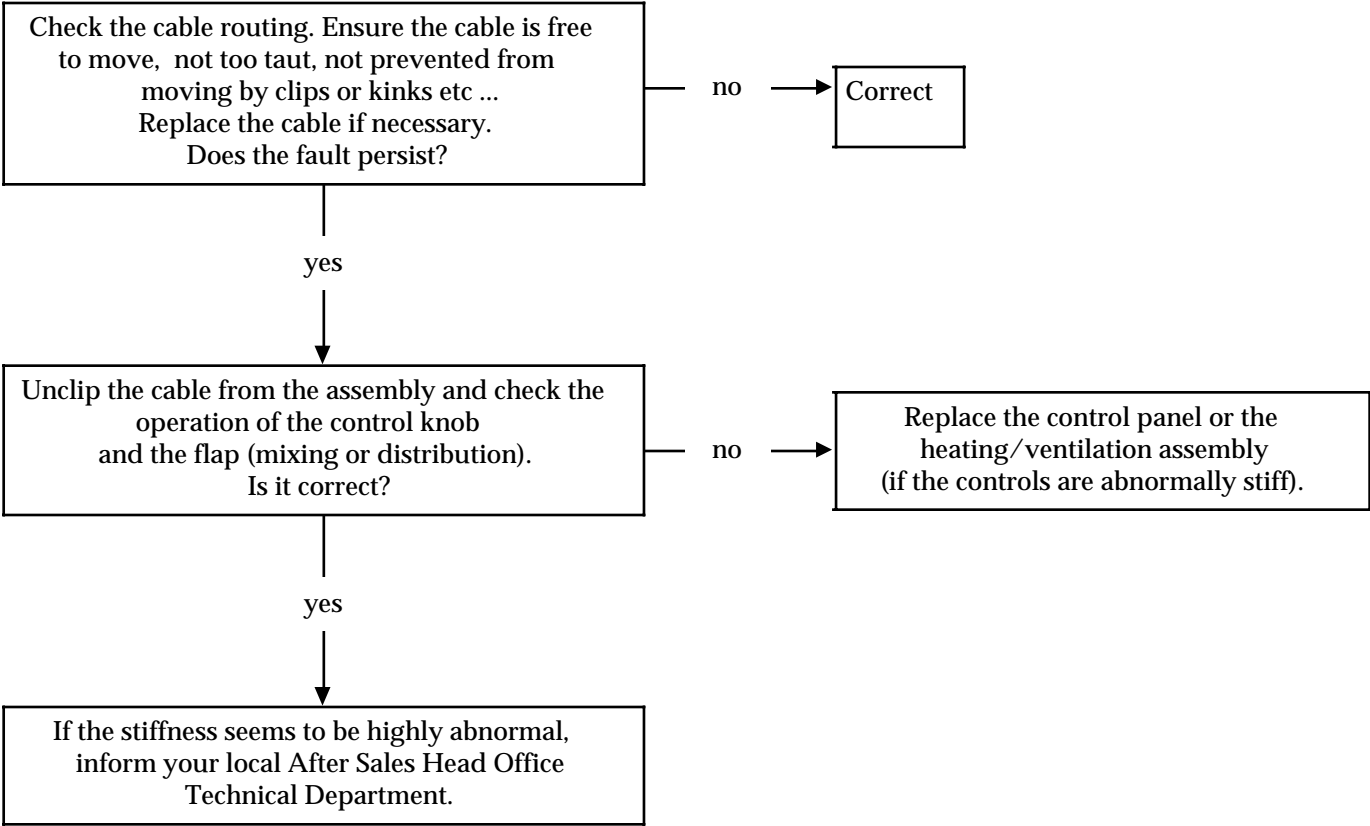 Check the cable routing. Ensure the cable is free
to move, not too taut, not prevented from
moving by clips or kinks etc ...
Replace the cable if necessary.
Does the fault persist?
no
Correct
yes
Unclip the cable from the assembly and check the
operation of the control knob
and the flap (mixing or distribution).
Is it correct?
no
Replace the control panel or the
heating/ventilation assembly
(if the controls are abnormally stiff).
yes
If the stiffness seems to be highly abnormal,
inform your local After Sales Head Office
Technical Department.